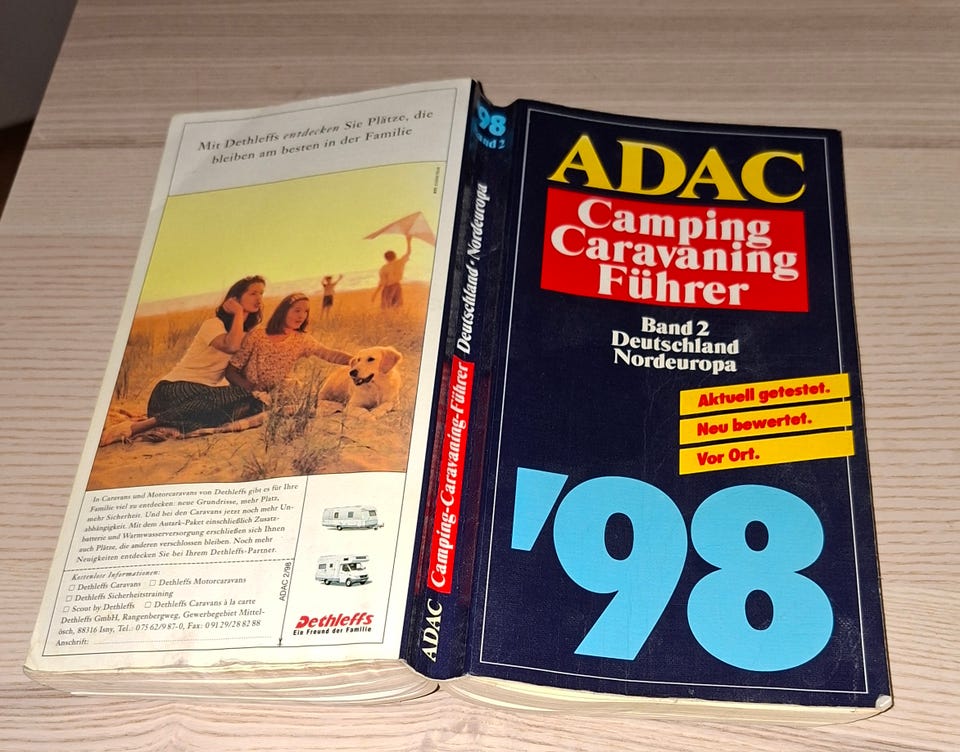 Mit Dethleffs entdecken Sie Plätze, die
bleiben am besten in der Familie
In Caravans und Motorcaravans von Dethleffs gibt es für Ihre
Familie viel zu entdecken: neue Grundrisse, mehr Platz,
mehr Sicherheit. Und bei den Caravans jetzt noch mehr Un-
abhängigkeit. Mit dem Autark-Paket einschließlich Zusatz-
batterie und Warmwasserversorgung erschließen sich Ihnen
auch Plätze, die anderen verschlossen bleiben. Noch mehr
Neuigkeiten entdecken Sie bei Ihrem Dethleffs-Partner.
Kostenlose Informationen:
☐ Dethleffs Caravans ☐ Dethleffs Motorcaravans
☐ Dethleffs Sicherheitstraining
☐ Scout by Dethleffs ☐ Dethleffs Caravans à la carte
Dethleffs GmbH, Rangenbergweg, Gewerbegebiet Mittel-
ösch, 88316 Isny, Tel.: 0 75 62/9 87-0, Fax: 0 91 29/28 82 88
Anschrift:
ADAC 2/98
Dethleffs
Ein Freund der Familie
'98
Band 2
ADAC Camping-Caravaning-Führer Deutschland · Nordeuropa
ADAC
Camping
Caravaning
Führer
Band 2
Deutschland
Nordeuropa
Aktuell getestet.
Neu bewertet.
Vor Ort.
'98